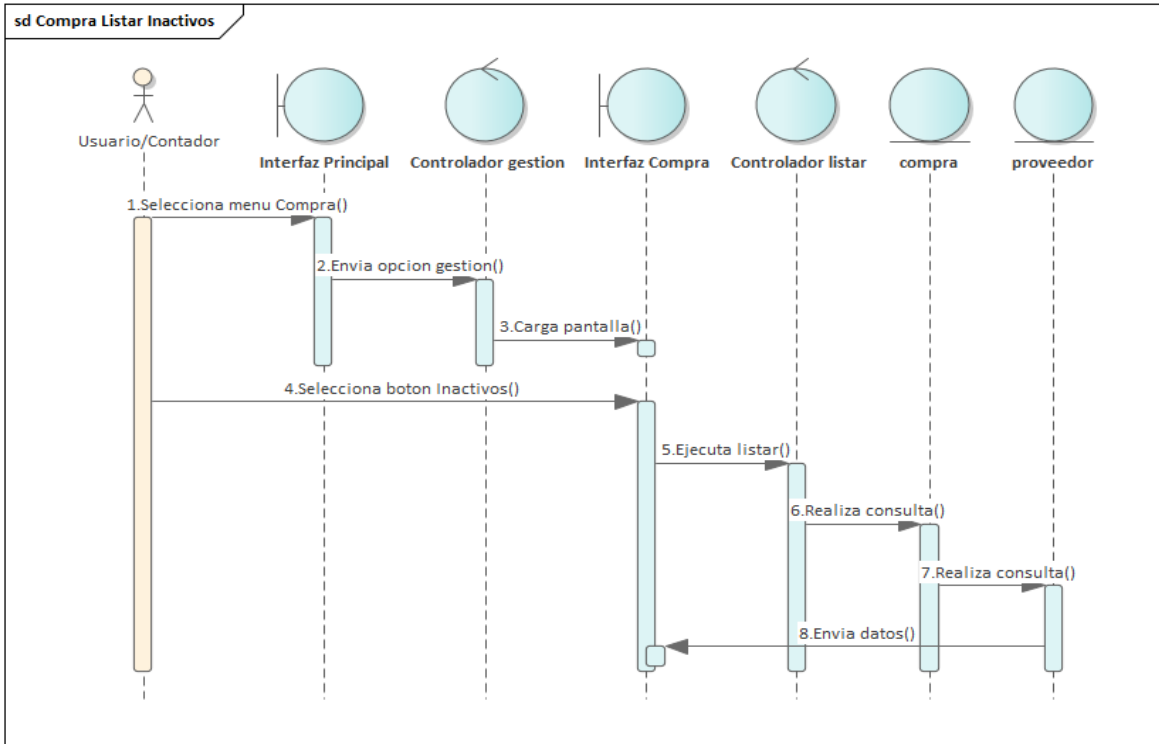 sd Compra Listar Inactivos
Usuario/Contador
Interfaz Principal
Controlador gestion
Interfaz Compra
Controlador listar
compra
proveedor
1.Selecciona menu Compra()
2.Envia opcion gestion()
3.Carga pantalla()
4.Selecciona boton Inactivos()
5.Ejecuta listar()
6.Realiza consulta()
7.Realiza consulta()
8.Envia datos()